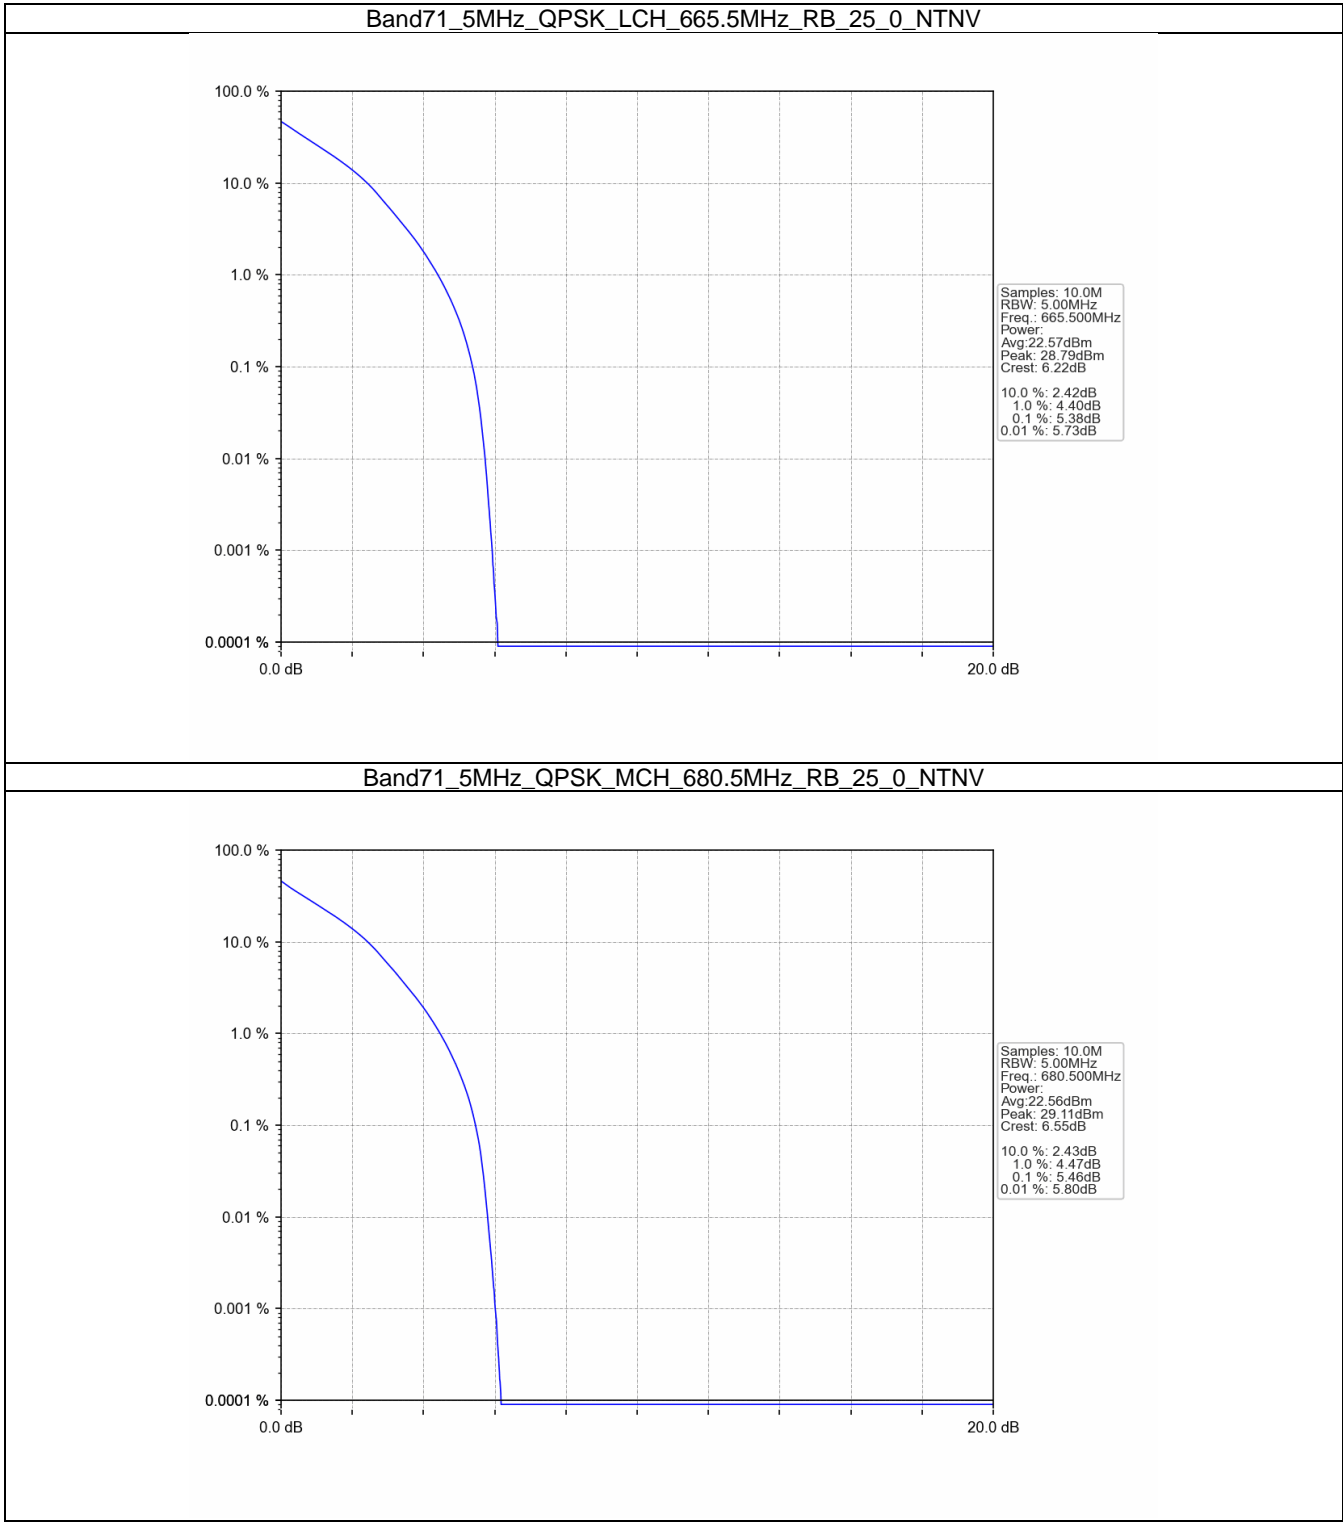 Band71_5MHz_QPSK_LCH_665.5MHz_RB_25_0_NTNV
100.0 %
10.0 %
1.0 %
0.1 %
0.01 %
0.001 %
0.0001 %
0.0 dB
20.0 dB
Samples: 10.0M
RBW: 5.00MHz
Freq.: 665.500MHz
Power:
Avg:22.57dBm
Peak: 28.79dBm
Crest: 6.22dB
10.0 %: 2.42dB
1.0 %: 4.40dB
0.1 %: 5.38dB
0.01 %: 5.73dB
Band71_5MHz_QPSK_MCH_680.5MHz_RB_25_0_NTNV
100.0 %
10.0 %
1.0 %
0.1 %
0.01 %
0.001 %
0.0001 %
0.0 dB
20.0 dB
Samples: 10.0M
RBW: 5.00MHz
Freq.: 680.500MHz
Power:
Avg:22.56dBm
Peak: 29.11dBm
Crest: 6.55dB
10.0 %: 2.43dB
1.0 %: 4.47dB
0.1 %: 5.46dB
0.01 %: 5.80dB